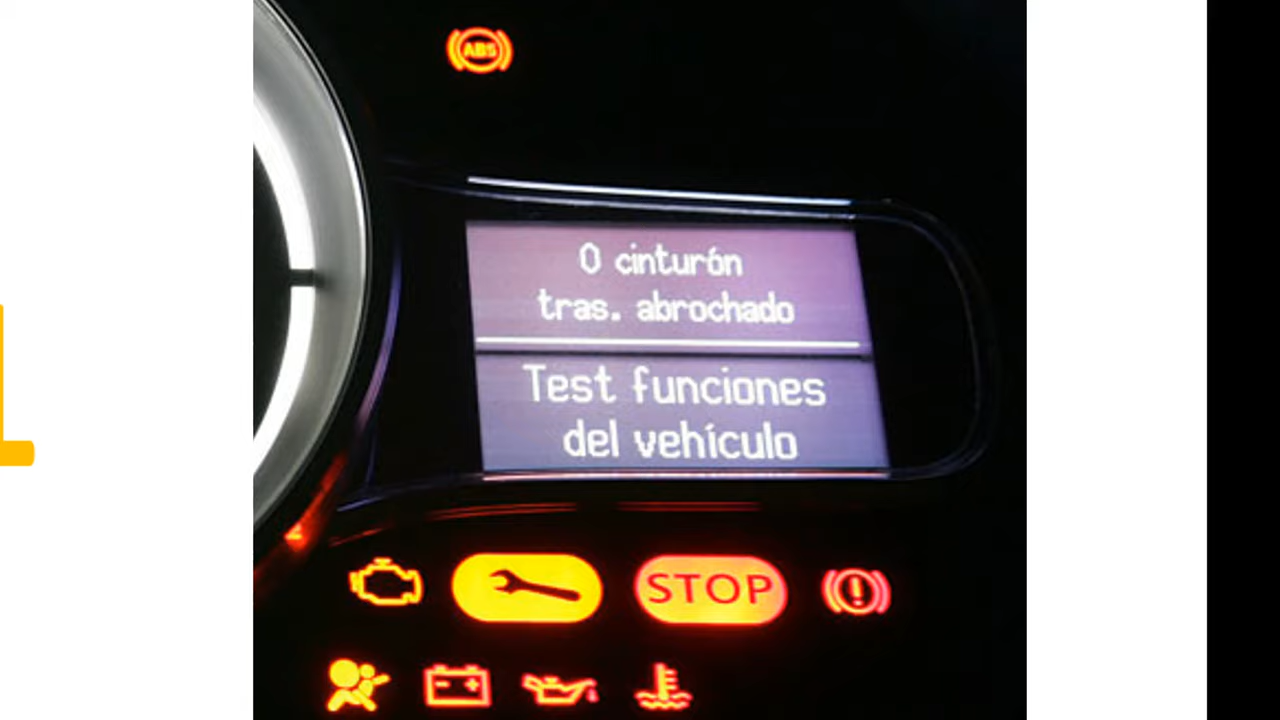 ABS
0 cinturón
tras. abrochado
Test funciones
del vehículo
STOP